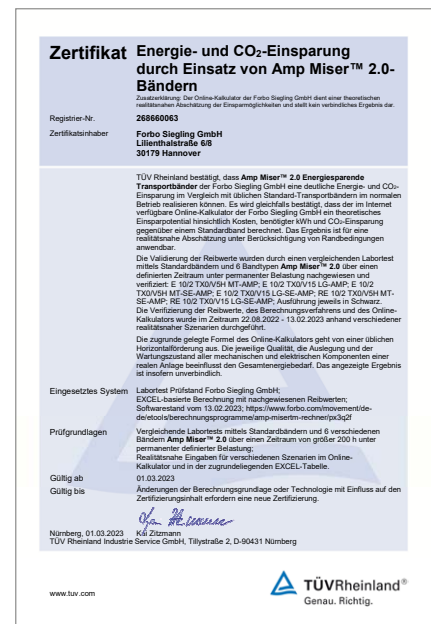 Zertifikat
Energie- und CO₂-Einsparung
durch Einsatz von Amp Miser™ 2.0-
Bändern
Zusatzerklärung: Der Online-Kalkulator der Forbo Siegling GmbH dient einer theoretischen
realitätsnahen Abschätzung der Einsparmöglichkeiten und stellt kein verbindliches Ergebnis dar.
Registrier-Nr. 268660063
Zertifikatsinhaber Forbo Siegling GmbH
Lilienthalstraße 6/8
30179 Hannover
TÜV Rheinland bestätigt, dass Amp Miser™ 2.0 Energiesparende
Transportbänder der Forbo Siegling GmbH eine deutliche Energie- und CO₂-
Einsparung im Vergleich mit üblichen Standard-Transportbändern im normalen
Betrieb realisieren können. Es wird gleichfalls bestätigt, dass der im Internet
verfügbare Online-Kalkulator der Forbo Siegling GmbH ein theoretisches
Einsparpotential hinsichtlich Kosten, benötigter kWh und CO₂-Einsparung
gegenüber einem Standardband berechnet. Das Ergebnis ist für eine
realitätsnahe Abschätzung unter Berücksichtigung von Randbedingungen
anwendbar.
Die Validierung der Reibwerte wurden durch einen vergleichenden Labortest
mittels Standardbändern und 6 Bandtypen Amp Miser™ 2.0 über einen
definierten Zeitraum unter permanenter Belastung nachgewiesen und
verifiziert: E 10/2 TX0/V5H MT-AMP; E 10/2 TX0/V15 LG-AMP; E 10/2
TX0/V5H MT-SE-AMP; E 10/2 TX0/V15 LG-SE-AMP; RE 10/2 TX0/V5H MT-
SE-AMP; RE 10/2 TX0/V15 LG-SE-AMP; Ausführung jeweils in Schwarz.
Die Verifizierung der Reibwerte, des Berechnungsverfahrens und des Online-
Kalkulators wurde im Zeitraum 22.08.2022 - 13.02.2023 anhand verschiedener
realitätsnaher Szenarien durchgeführt.
Die zugrunde gelegte Formel des Online-Kalkulators geht von einer üblichen
Horizontalförderung aus. Die jeweilige Qualität, die Auslegung und der
Wartungszustand aller mechanischen und elektrischen Komponenten einer
realen Anlage beeinflusst den Gesamtenergiebedarf. Das angezeigte Ergebnis
ist insofern unverbindlich.
Eingesetztes System Labortest Prüfstand Forbo Siegling GmbH;
EXCEL-basierte Berechnung mit nachgewiesenen Reibwerten;
Softwarestand vom 13.02.2023; https://www.forbo.com/movement/de-
de/etools/berechnungsprogramme/amp-misertm-rechner/px3q2f
Prüfgrundlagen Vergleichende Labortests mittels Standardbändern und 6 verschiedenen
Bändern Amp Miser™ 2.0 über einen Zeitraum von größer 200 h unter
permanenter definierter Belastung;
Realitätsnahe Eingaben für verschiedenen Szenarien im Online-
Kalkulator und in der zugrundeliegenden EXCEL-Tabelle.
Gültig ab 01.03.2023
Gültig bis Änderungen der Berechnungsgrundlage oder Technologie mit Einfluss auf den
Zertifizierungsinhalt erfordern eine neue Zertifizierung.
Nürnberg, 01.03.2023 Kai Zitzmann
TÜV Rheinland Industrie Service GmbH, Tillystraße 2, D-90431 Nürnberg
www.tuv.com
TÜVRheinland®
Genau. Richtig.